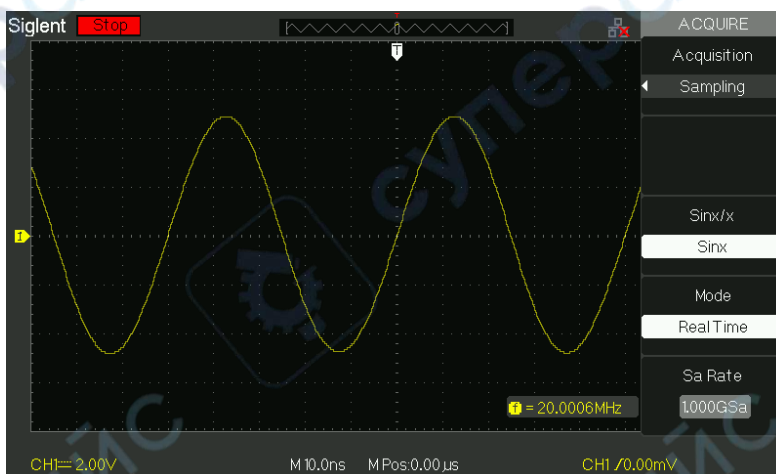 Siglent Stop
T
ACQUIRE
Acquisition
Sampling
Sinx/x
Sinx
Mode
Real Time
Sa Rate
1.000GSa
f = 20.0006MHz
CH1 2.00V M 10.0ns M Pos:0.00µs CH1 0.00mV
супер